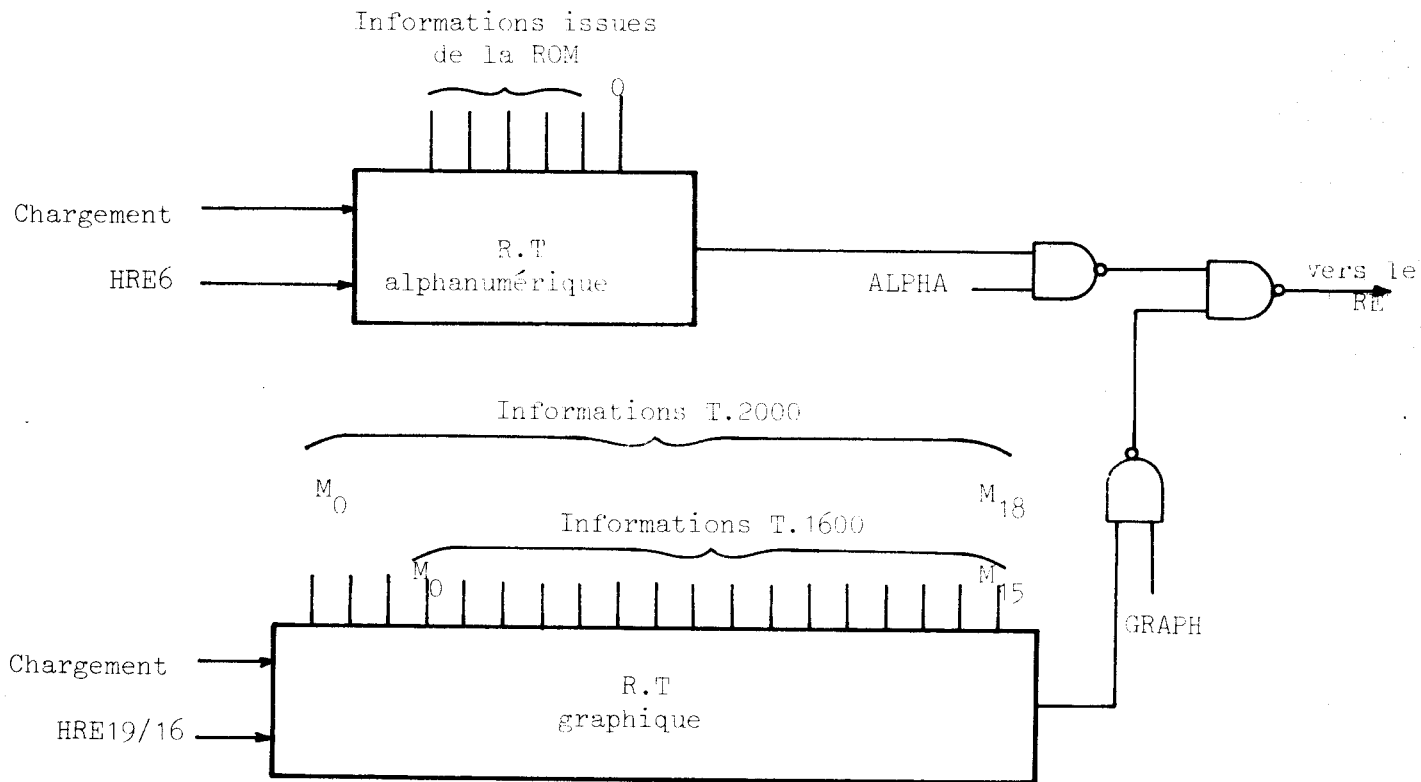 Informations issues
de la ROM
0
Chargement
HRE6
R.T
alphanumérique
ALPHA
vers le
RE
Informations T.2000
M0
M18
Informations T.1600
M0
M15
GRAPH
Chargement
HRE19/16
R.T
graphique